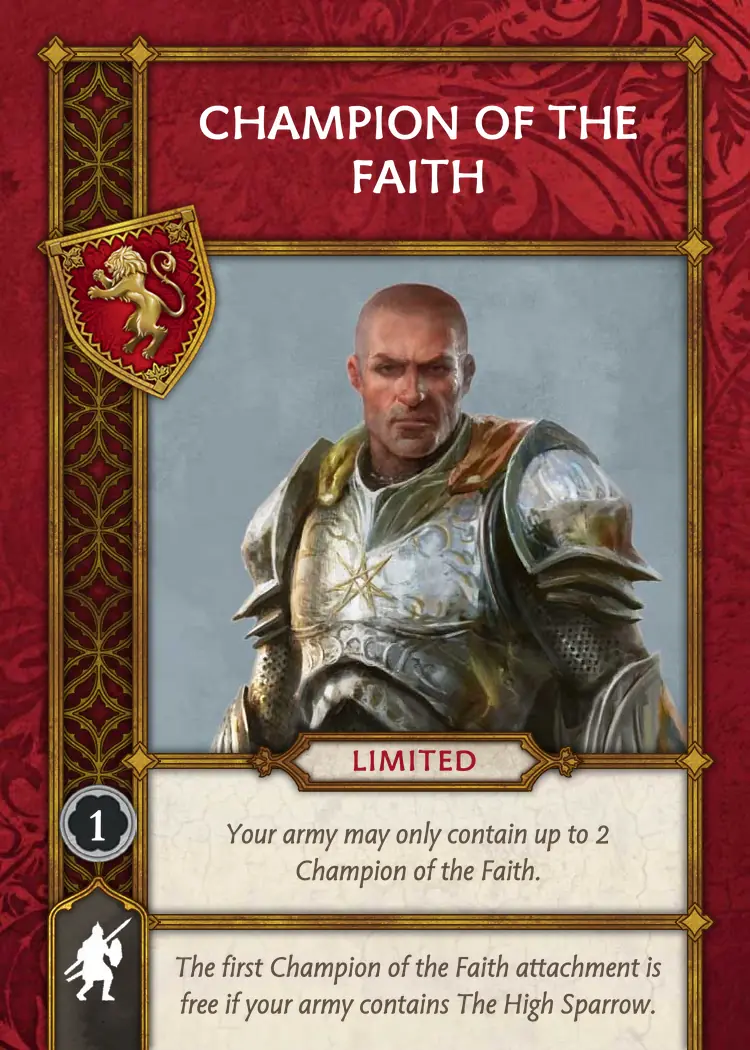 CHAMPION OF THE
FAITH
LIMITED
1
Your army may only contain up to 2
Champion of the Faith.
The first Champion of the Faith attachment is
free if your army contains The High Sparrow.